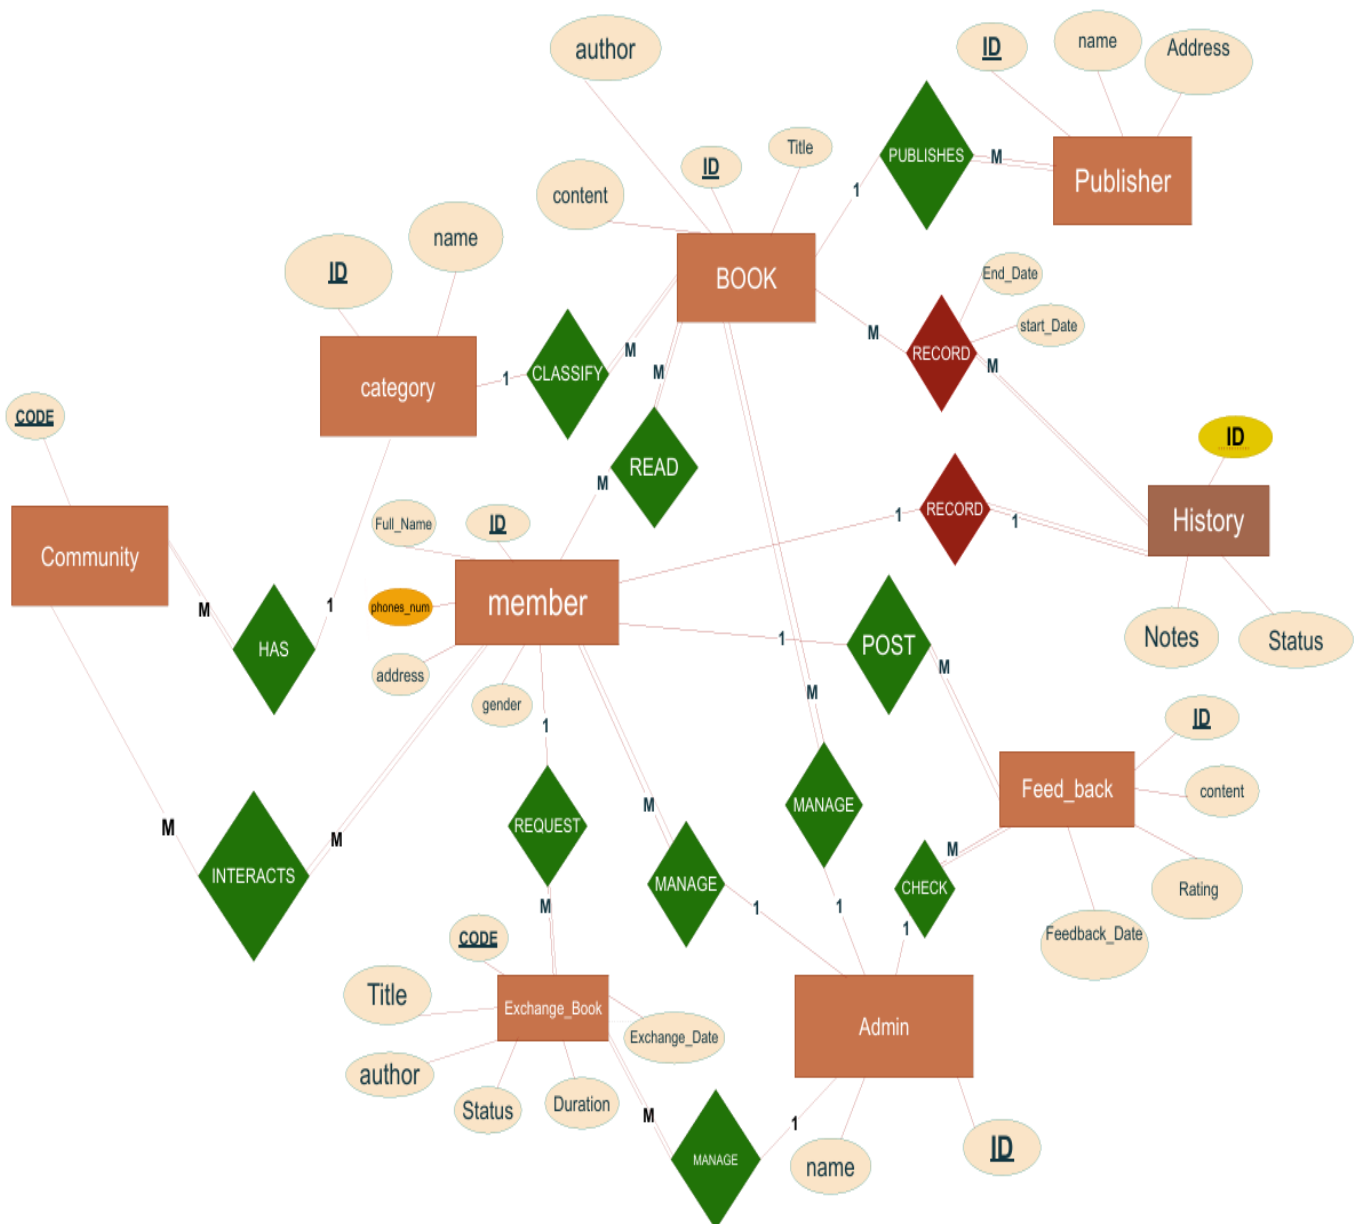 author
ID
name
Address
PUBLISHES
M
Publisher
1
ID
Title
content
BOOK
ID
name
category
1
CLASSIFY
M
End_Date
start_Date
M
RECORD
M
ID
History
Notes
Status
M
READ
M
CODE
Community
M
HAS
1
Full_Name
ID
phones_num
member
address
gender
1
RECORD
1
1
POST
M
M
INTERACTS
M
1
REQUEST
M
M
MANAGE
1
M
MANAGE
1
ID
Feed_back
content
Rating
Feedback_Date
M
CHECK
1
CODE
Title
Exchange_Book
Exchange_Date
author
Status
Duration
Admin
M
MANAGE
1
name
ID